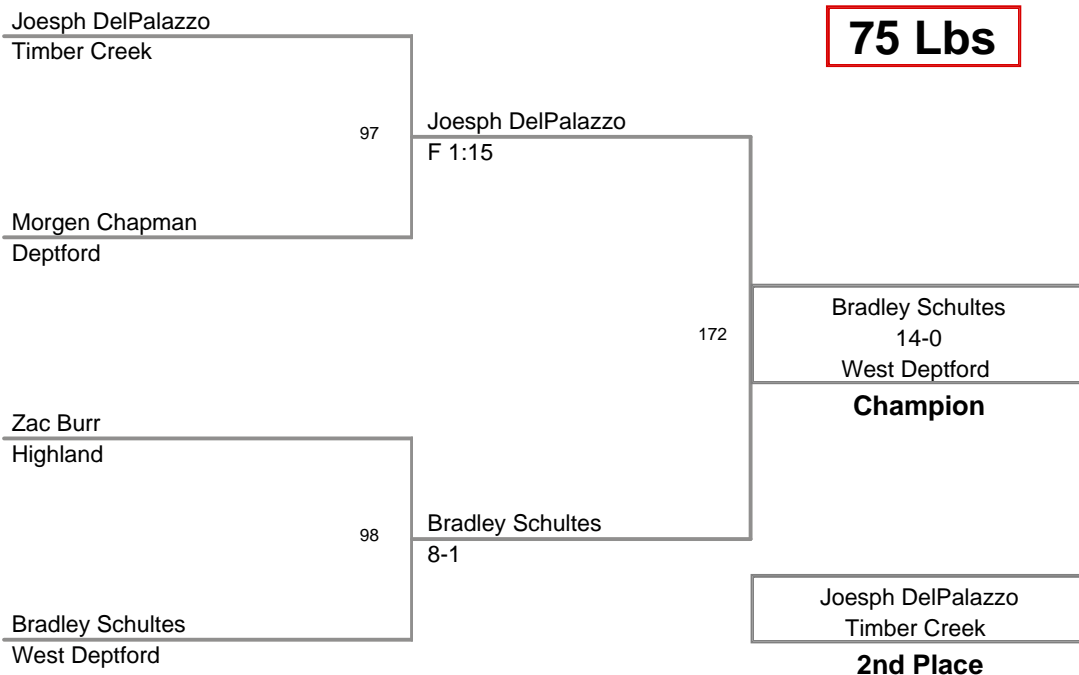 Joesph DelPalazzo
Timber Creek
75 Lbs
97
Joesph DelPalazzo
F 1:15
Morgen Chapman
Deptford
172
Bradley Schultes
14-0
West Deptford
Champion
Zac Burr
Highland
98
Bradley Schultes
8-1
Bradley Schultes
West Deptford
Joesph DelPalazzo
Timber Creek
2nd Place